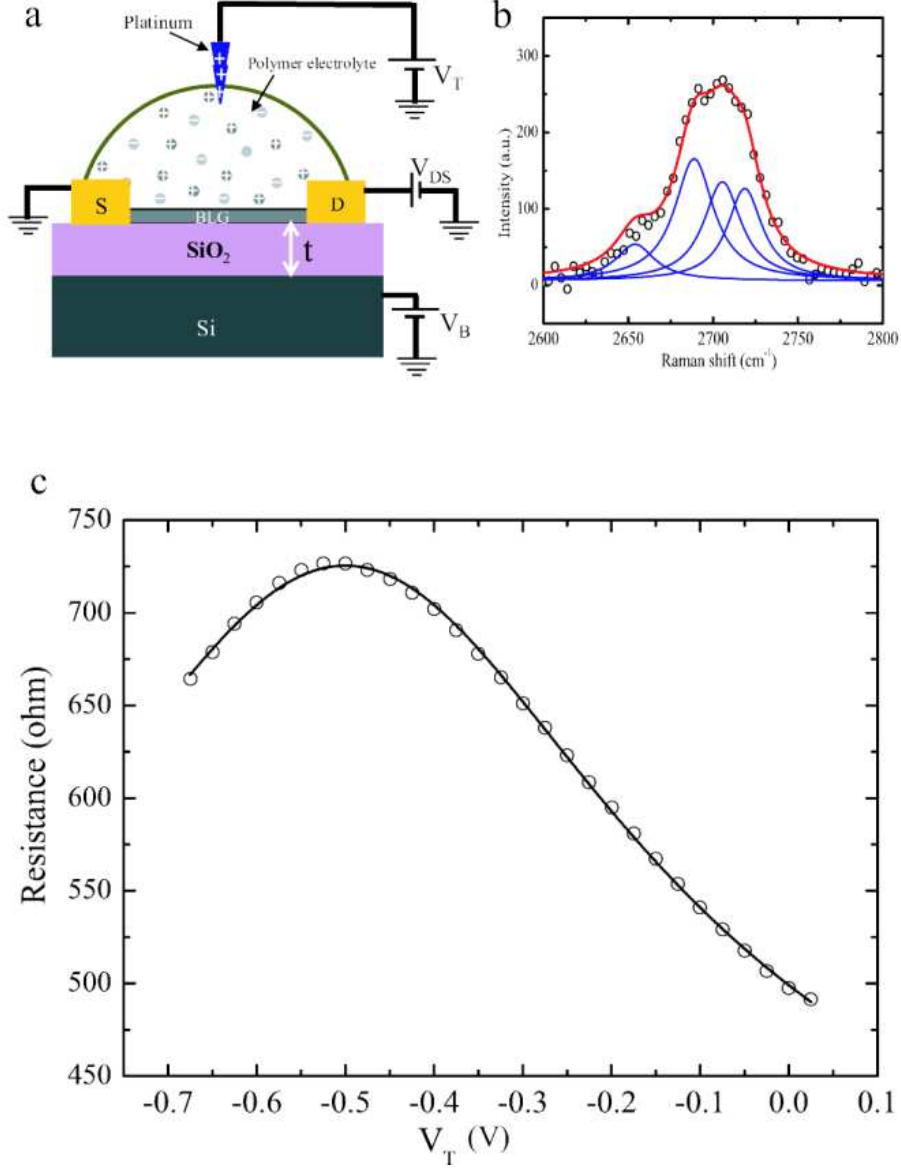 a
Platinum
Polymer electrolyte
V_T
V_DS
S
D
BLG
SiO₂
t
Si
V_B
b
Intensity (a.u.)
300
200
100
0
2600
2650
2700
2750
2800
Raman shift (cm⁻¹)
c
Resistance (ohm)
750
700
650
600
550
500
450
-0.7
-0.6
-0.5
-0.4
-0.3
-0.2
-0.1
0.0
0.1
V_T (V)